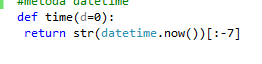 #metoda datetime
def time(d=0):
return str(datetime.now())[:-7]